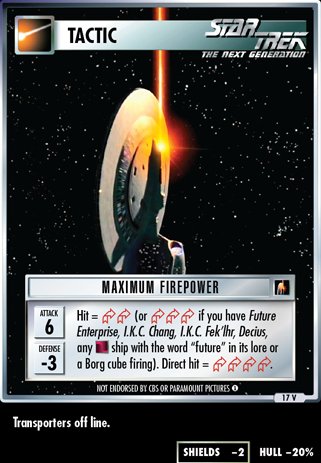 TACTIC
STAR TREK
THE NEXT GENERATION
MAXIMUM FIREPOWER
ATTACK
6
DEFENSE
-3
Hit = (or if you have Future
Enterprise, I.K.C. Chang, I.K.C. Fek'lhr, Decius,
any ship with the word "future" in its lore or
a Borg cube firing). Direct hit = .
NOT ENDORSED BY CBS OR PARAMOUNT PICTURES
17 V
Transporters off line.
SHIELDS -2 HULL -20%